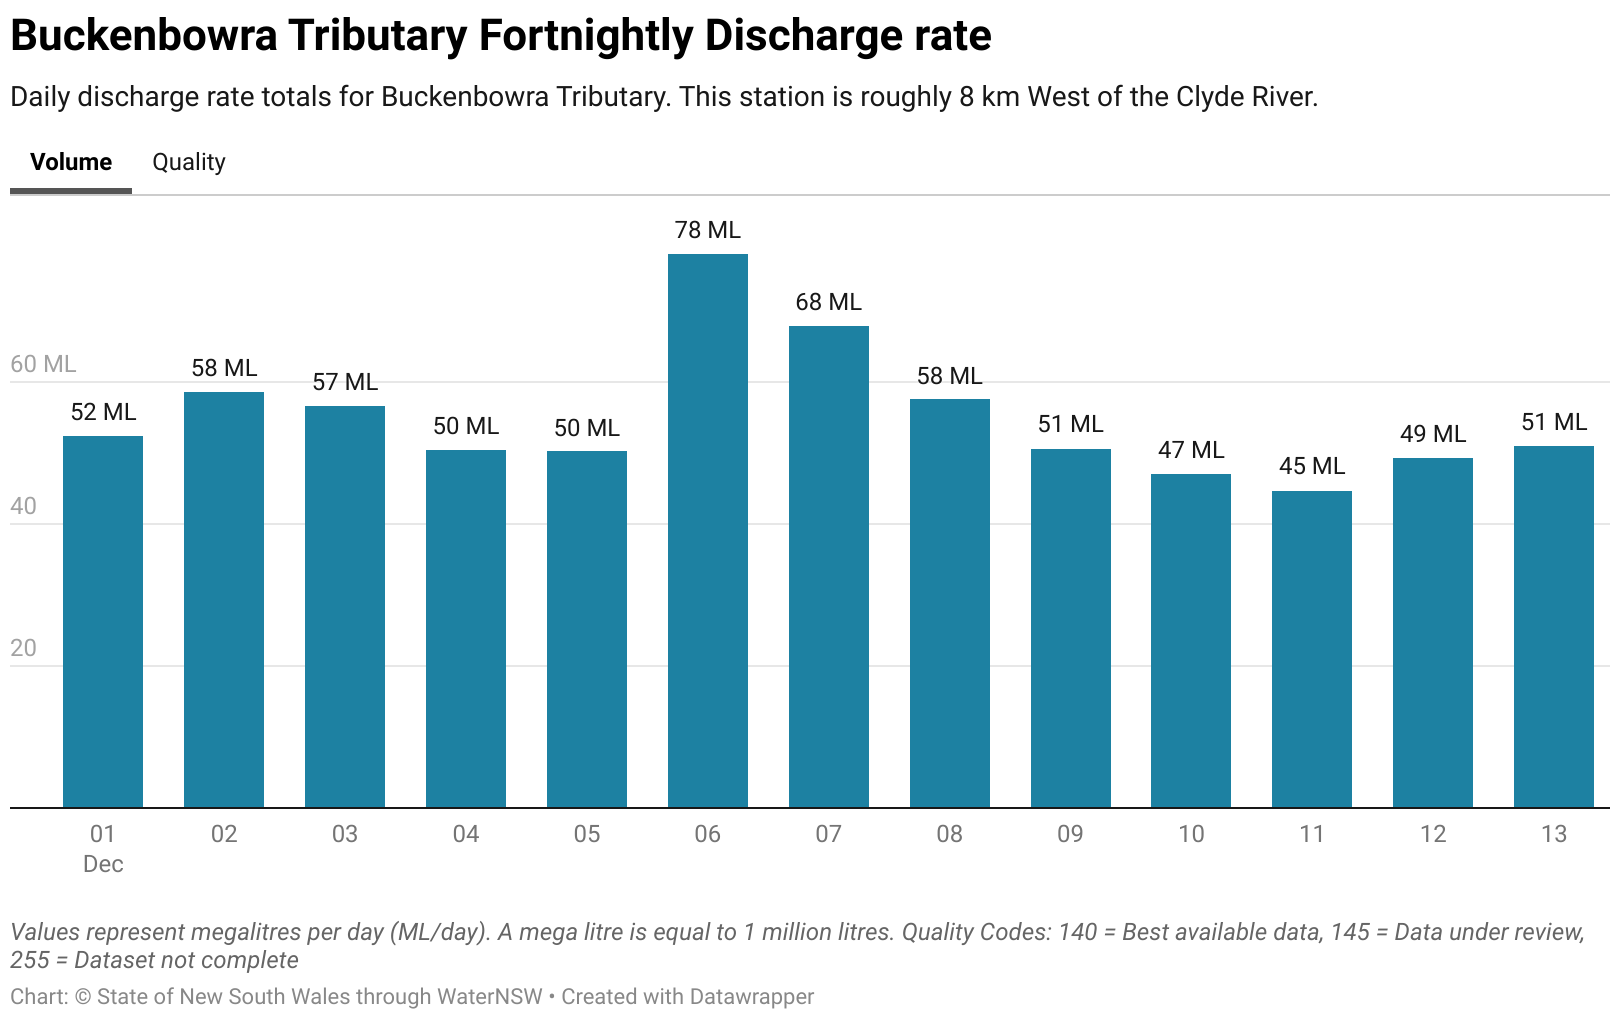 Buckenbowra Tributary Fortnightly Discharge rate
Daily discharge rate totals for Buckenbowra Tributary. This station is roughly 8 km West of the Clyde River.
Volume Quality
78 ML
68 ML
60 ML
58 ML
57 ML
58 ML
52 ML
50 ML
50 ML
51 ML
47 ML
45 ML
49 ML
51 ML
40
20
01 02 03 04 05 06 07 08 09 10 11 12 13
Dec
Values represent megalitres per day (ML/day). A mega litre is equal to 1 million litres. Quality Codes: 140 = Best available data, 145 = Data under review,
255 = Dataset not complete
Chart: © State of New South Wales through WaterNSW • Created with Datawrapper